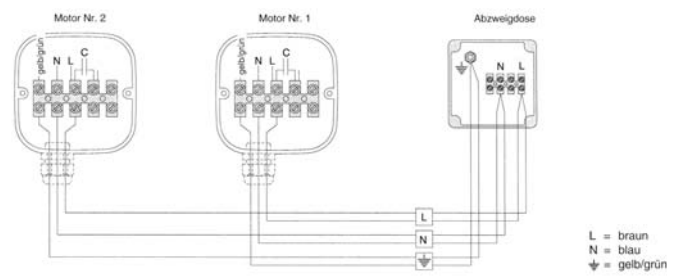 Motor Nr. 2
Motor Nr. 1
Abzweigdose
gelb/grün
N L C
gelb/grün
N L C
N L
L
N
L = braun
N = blau
= gelb/grün